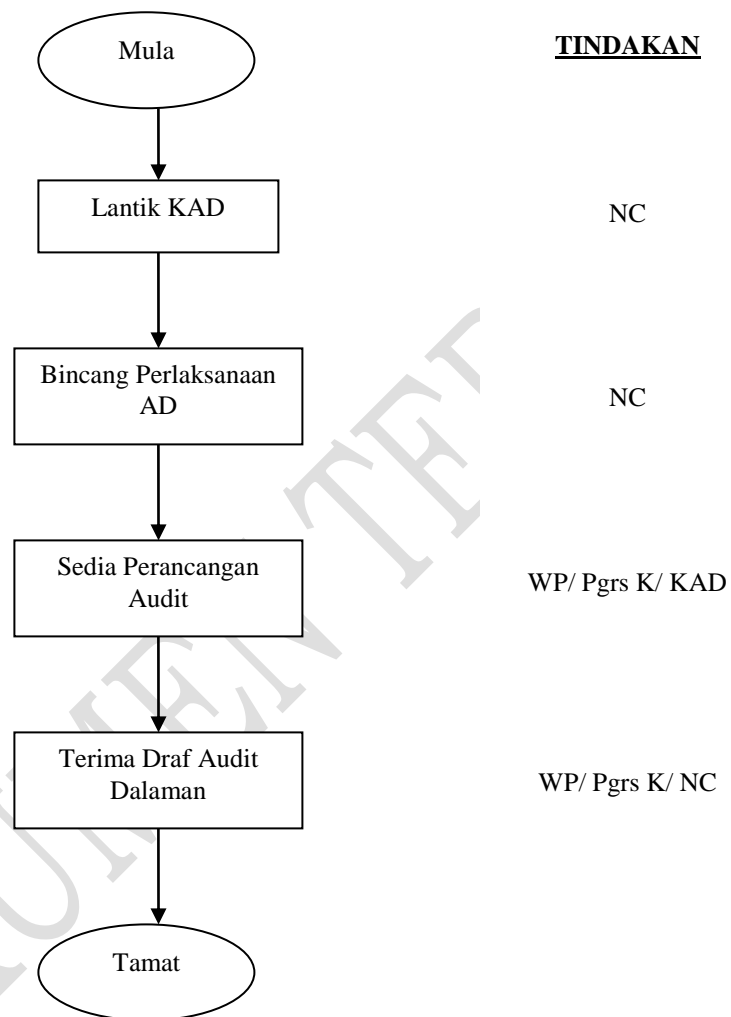 Mula
TINDAKAN
Lantik KAD
NC
Bincang Perlaksanaan
AD
NC
Sedia Perancangan
Audit
WP/ Pgrs K/ KAD
Terima Draf Audit
Dalaman
WP/ Pgrs K/ NC
Tamat